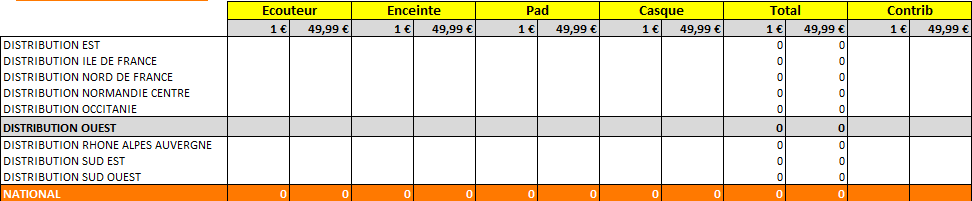 Ecouteur Enceinte Pad Casque Total Contrib
1 € 49,99 € 1 € 49,99 € 1 € 49,99 € 1 € 49,99 € 1 € 49,99 € 1 € 49,99 €
DISTRIBUTION EST 0 0
DISTRIBUTION ILE DE FRANCE 0 0
DISTRIBUTION NORD DE FRANCE 0 0
DISTRIBUTION NORMANDIE CENTRE 0 0
DISTRIBUTION OCCITANIE 0 0
DISTRIBUTION OUEST 0 0
DISTRIBUTION RHONE ALPES AUVERGNE 0 0
DISTRIBUTION SUD EST 0 0
DISTRIBUTION SUD OUEST 0 0
NATIONAL 0 0 0 0 0 0 0 0 0 0